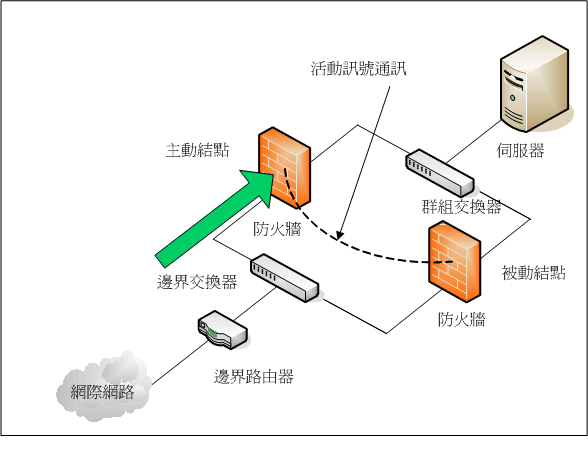 活動訊號通訊
主動結點
伺服器
群組交換器
防火牆
邊界交換器
被動結點
防火牆
邊界路由器
網際網路